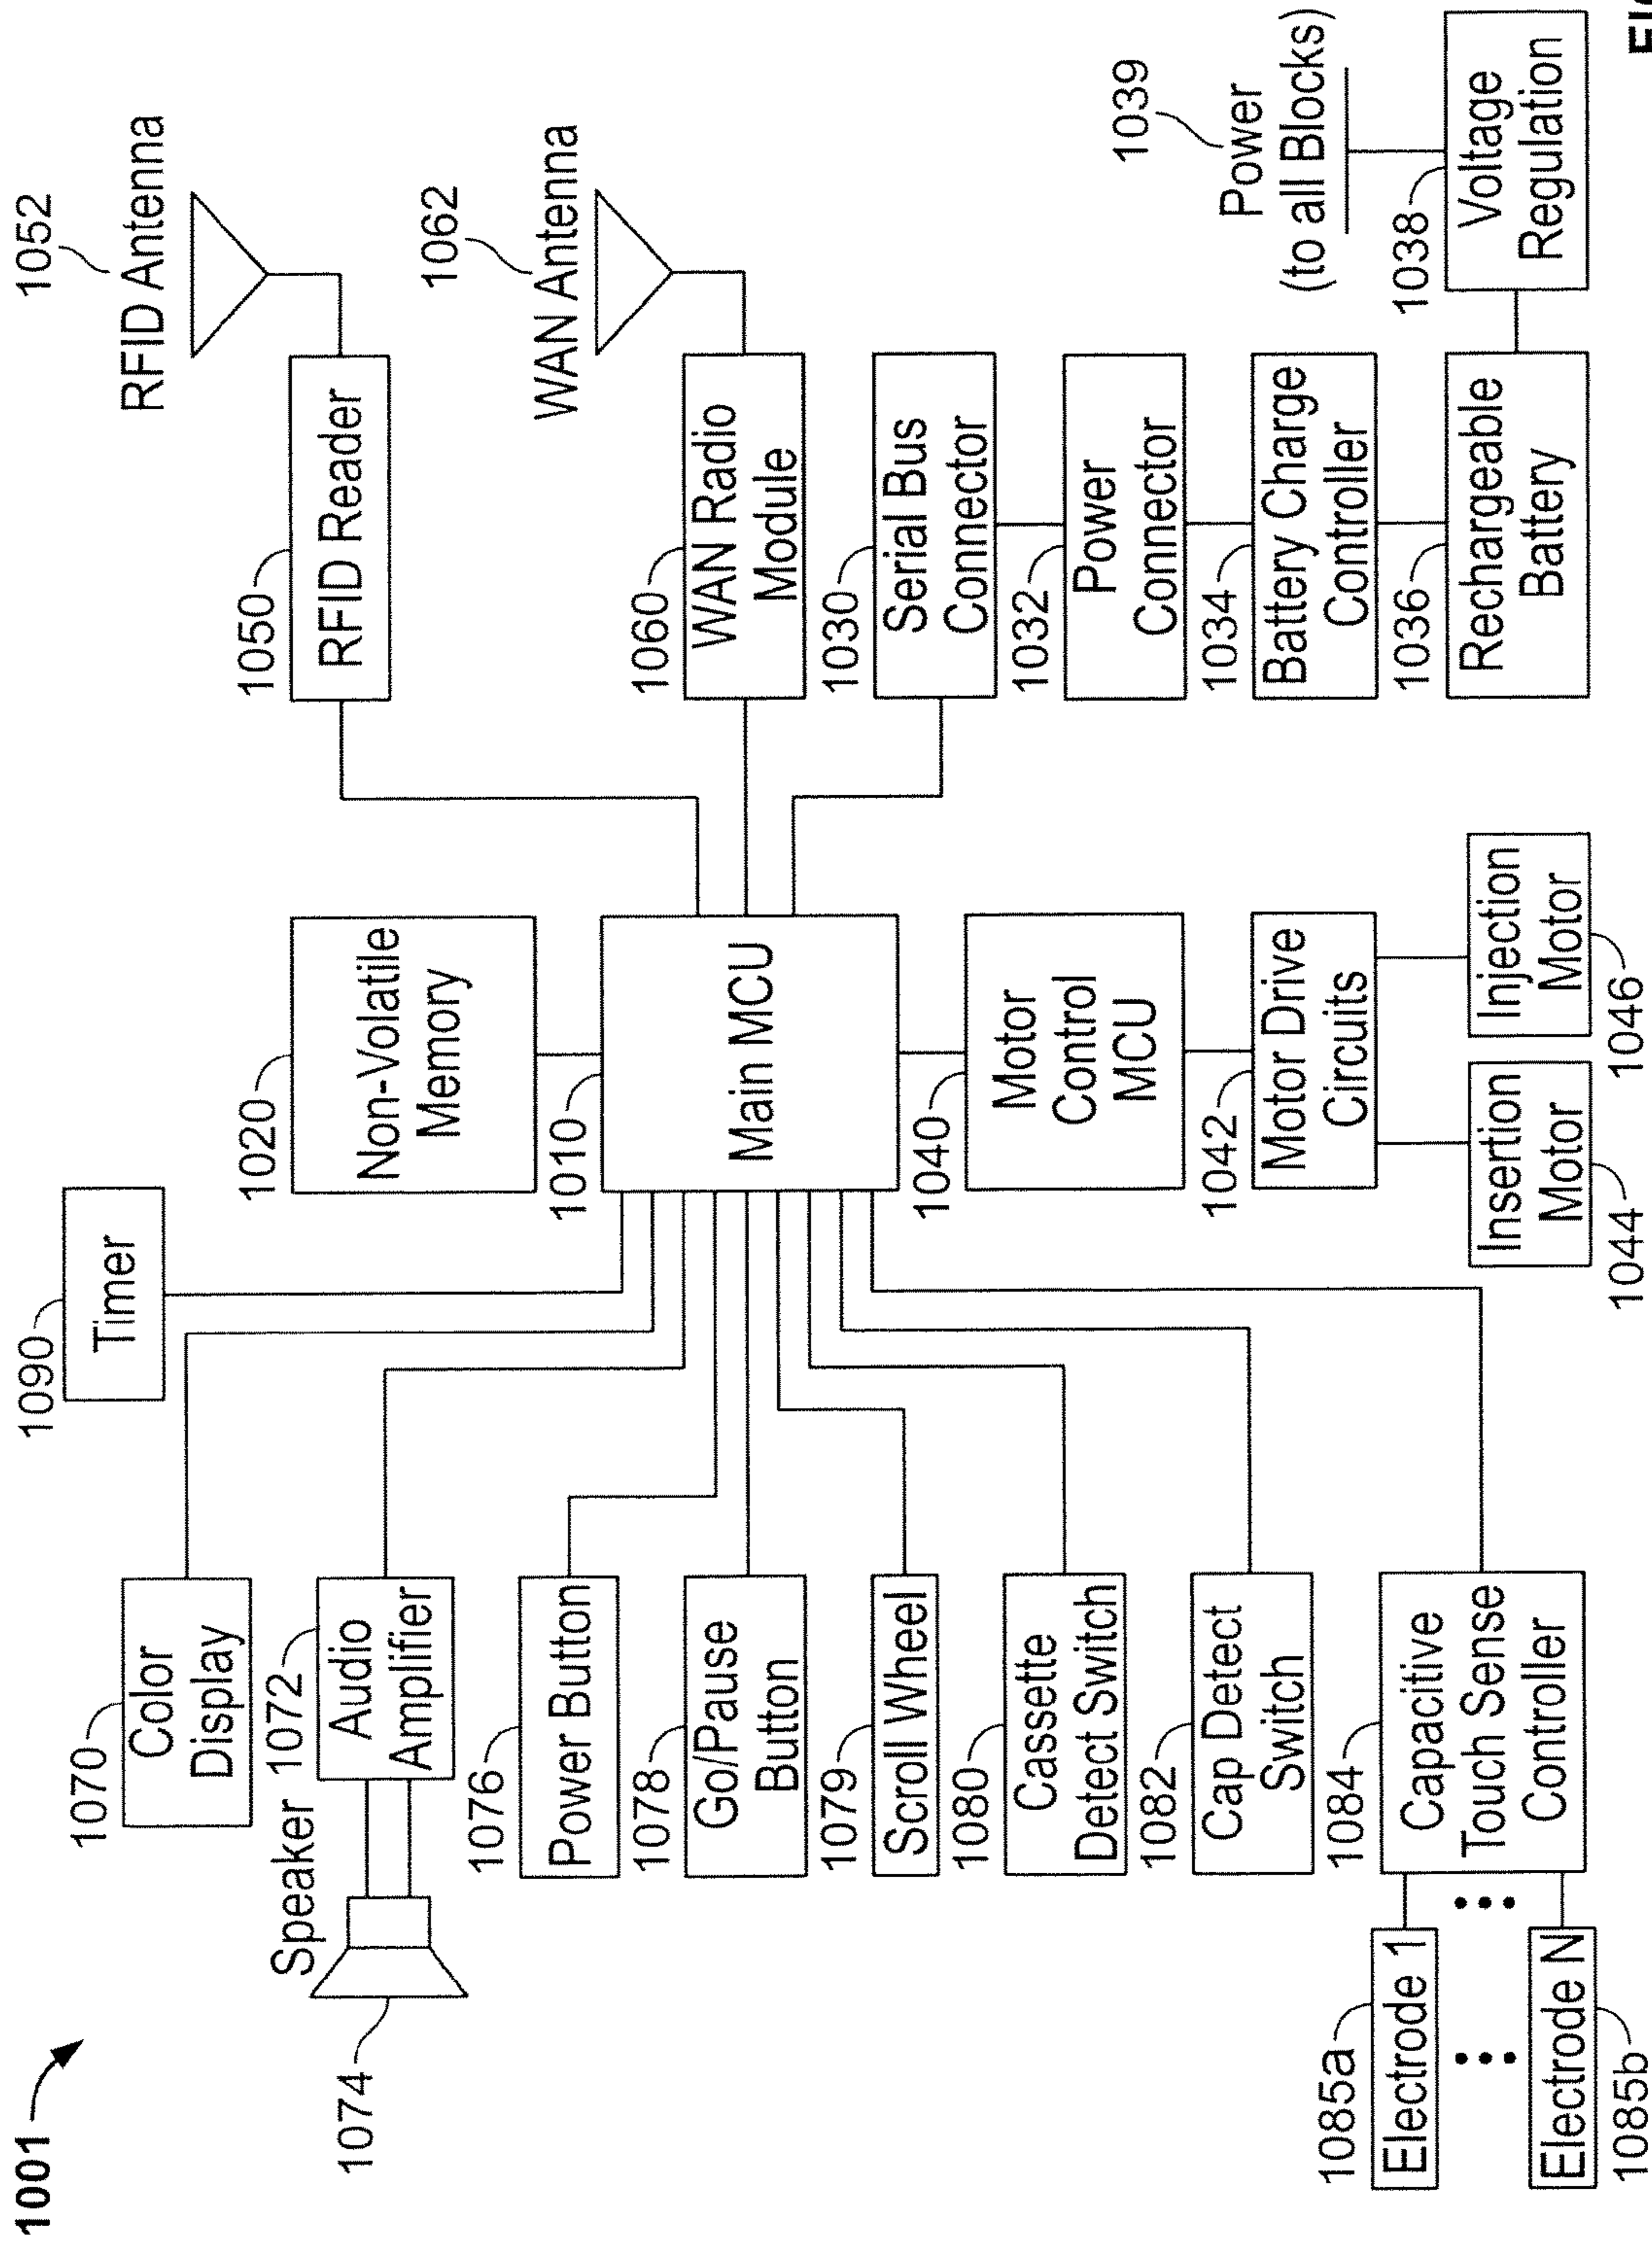 1001
1090
Timer
1070
Color
Display
Speaker
1074
1072
Audio
Amplifier
1076
Power Button
1078
Go/Pause
Button
1079
Scroll Wheel
1080
Cassette
Detect Switch
1082
Cap Detect
Switch
1084
Capacitive
Touch Sense
Controller
1085a
Electrode 1
Electrode N
1085b
1020
Non-Volatile
Memory
1010
Main MCU
1040
Motor
Control
MCU
1042
Motor Drive
Circuits
Insertion
Motor
1044
Injection
Motor
1046
1052
RFID Antenna
1050
RFID Reader
1062
WAN Antenna
1060
WAN Radio
Module
1030
Serial Bus
Connector
1032
Power
Connector
1034
Battery Charge
Controller
1036
Rechargeable
Battery
1039
Power
(to all Blocks)
1038
Voltage
Regulation